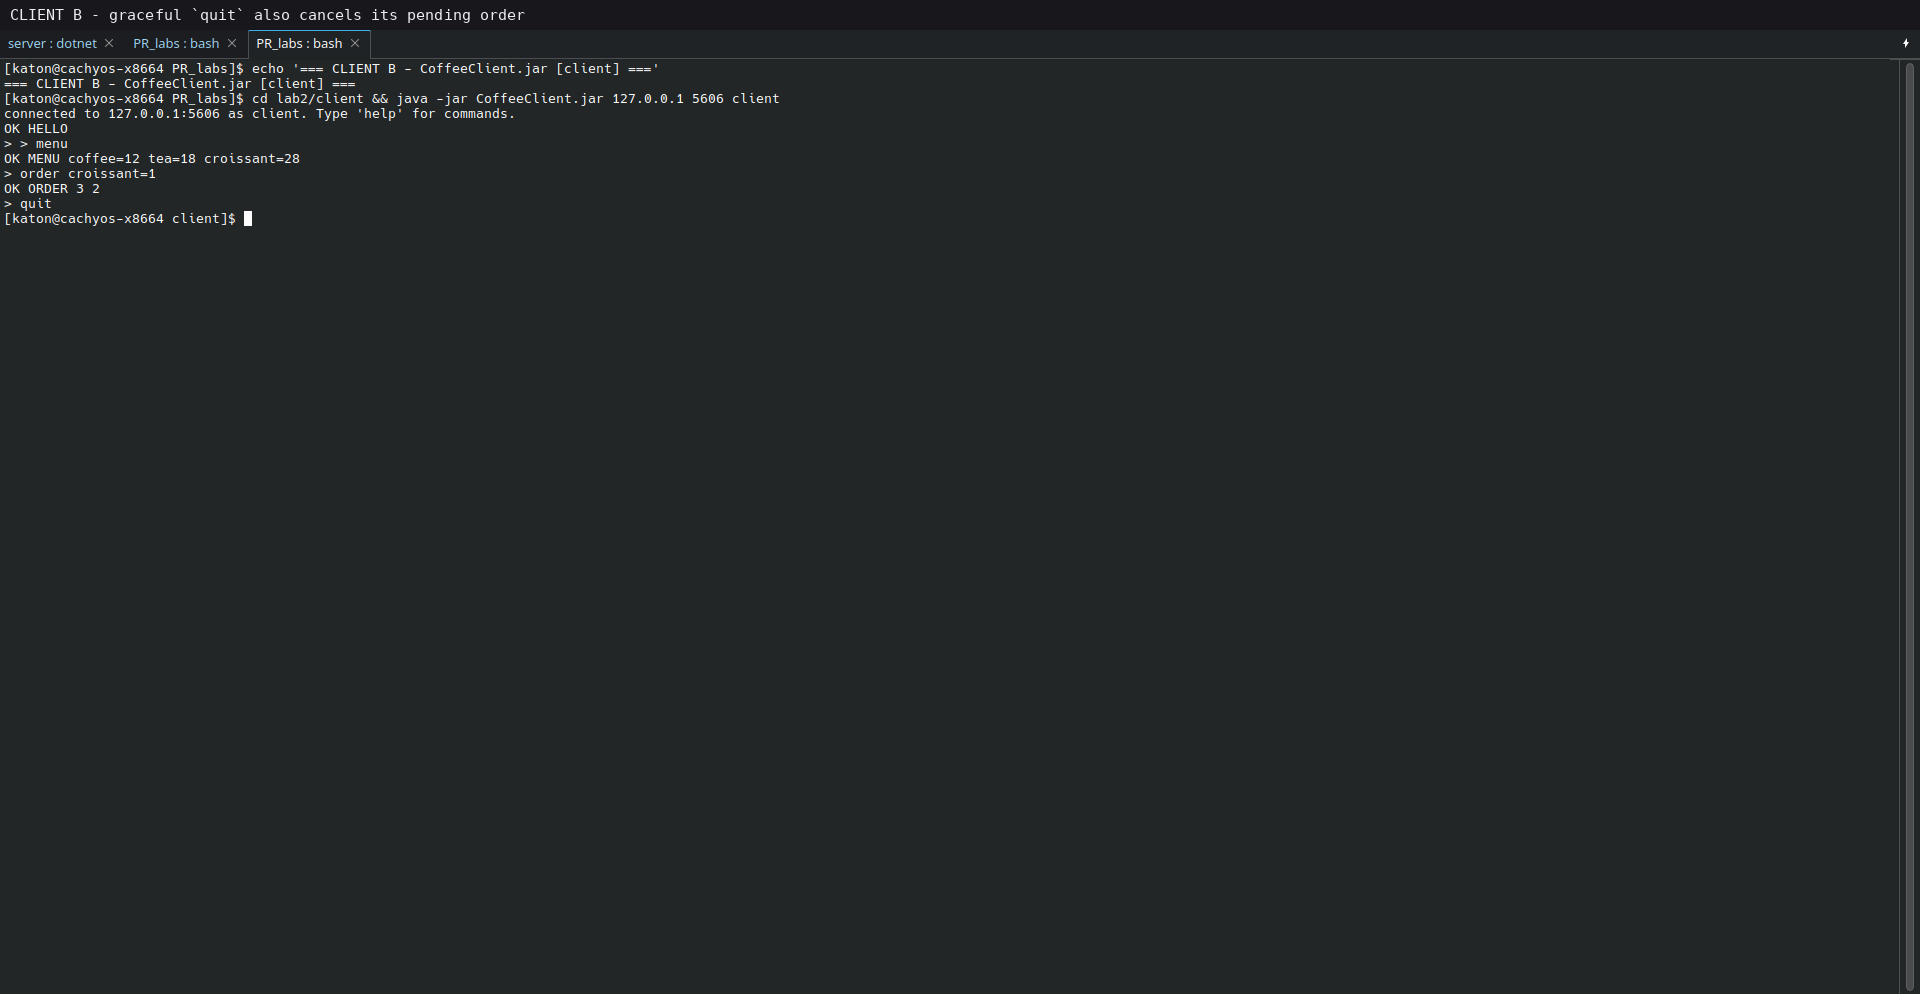 CLIENT B - graceful `quit` also cancels its pending order
server : dotnet PR_labs : bash PR_labs : bash
[katon@cachyos-x8664 PR_labs]$ echo '=== CLIENT B - CoffeeClient.jar [client] ==='
=== CLIENT B - CoffeeClient.jar [client] ===
[katon@cachyos-x8664 PR_labs]$ cd lab2/client && java -jar CoffeeClient.jar 127.0.0.1 5606 client
connected to 127.0.0.1:5606 as client. Type 'help' for commands.
OK HELLO
> > menu
OK MENU coffee=12 tea=18 croissant=28
> order croissant=1
OK ORDER 3 2
> quit
[katon@cachyos-x8664 client]$